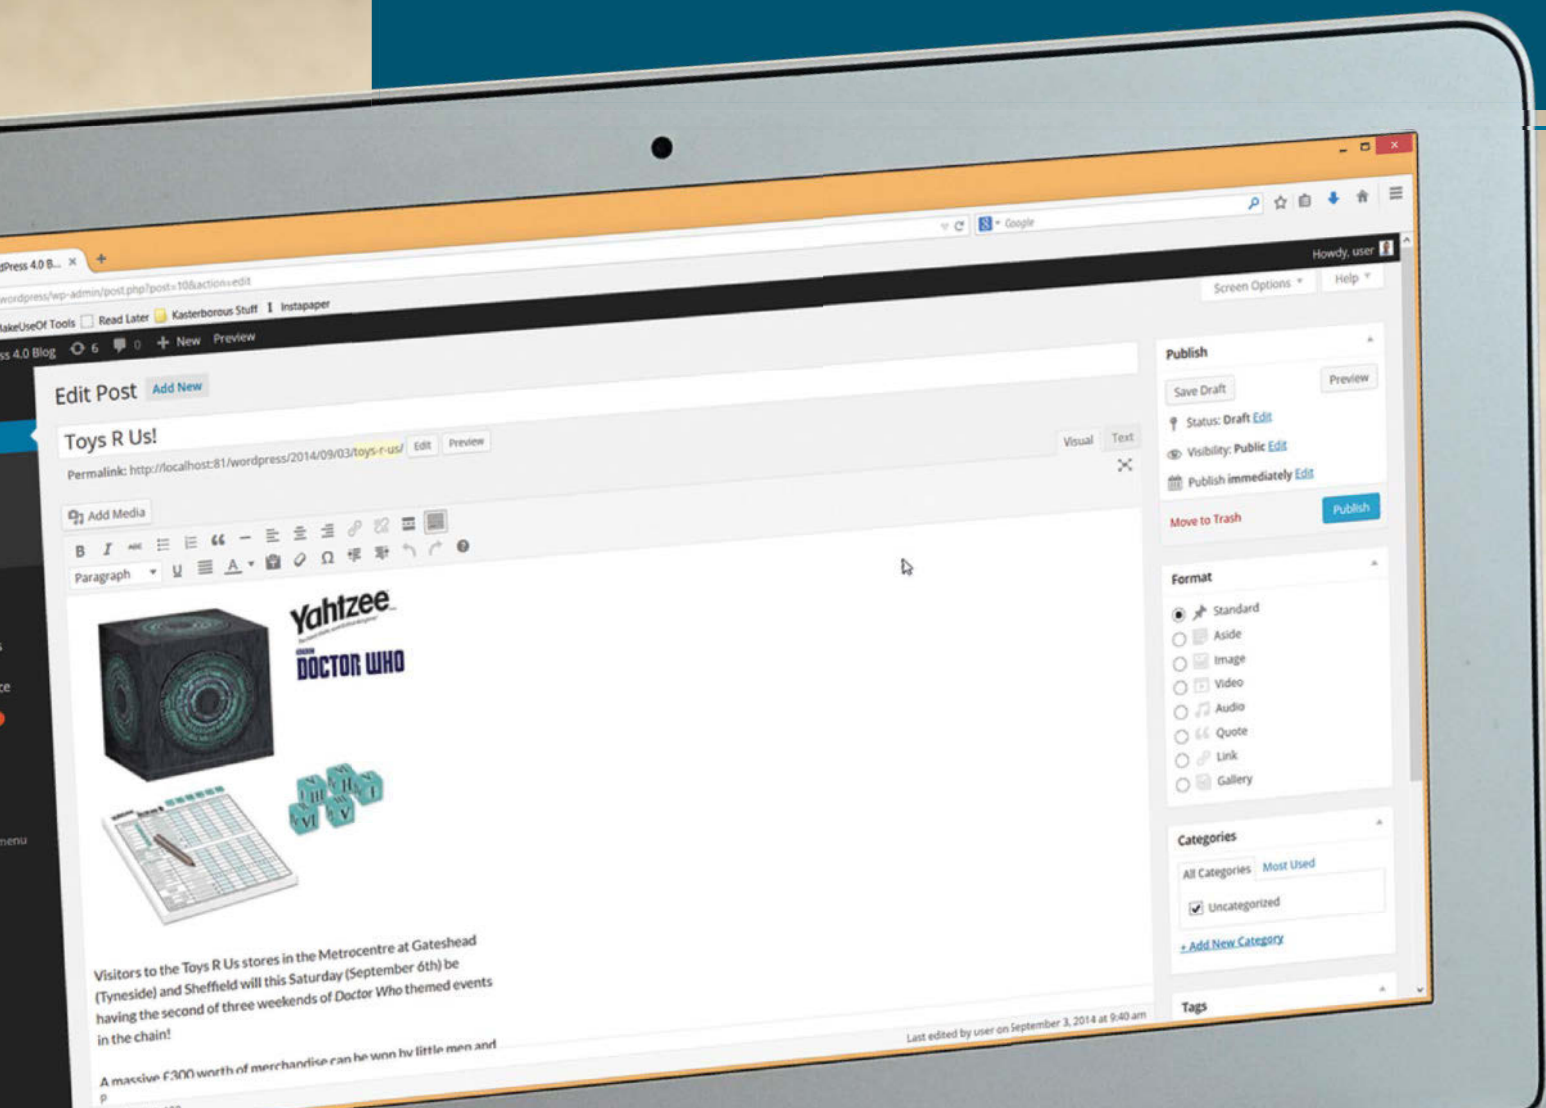 dPress 4.0 B...
Google
wordpress/wp-admin/post.php?post=10&action=edit
MakeUseOf Tools Read Later Kasterborous Stuff Instapaper
ss 4.0 Blog 6 0 New Preview
Howdy, user
Screen Options Help
Edit Post Add New
Toys R Us!
Permalink: http://localhost:81/wordpress/2014/09/03/toys-r-us/ Edit Preview
Add Media
Visual Text
B I ABC
Paragraph U A Ω
Yahtzee
DOCTOR WHO
Visitors to the Toys R Us stores in the Metrocentre at Gateshead
(Tyneside) and Sheffield will this Saturday (September 6th) be
having the second of three weekends of Doctor Who themed events
in the chain!
A massive £300 worth of merchandise can be won by little men and
P
Last edited by user on September 3, 2014 at 9:40 am
menu
Publish
Save Draft Preview
Status: Draft Edit
Visibility: Public Edit
Publish immediately Edit
Move to Trash Publish
Format
Standard
Aside
Image
Video
Audio
Quote
Link
Gallery
Categories
All Categories Most Used
Uncategorized
+ Add New Category
Tags